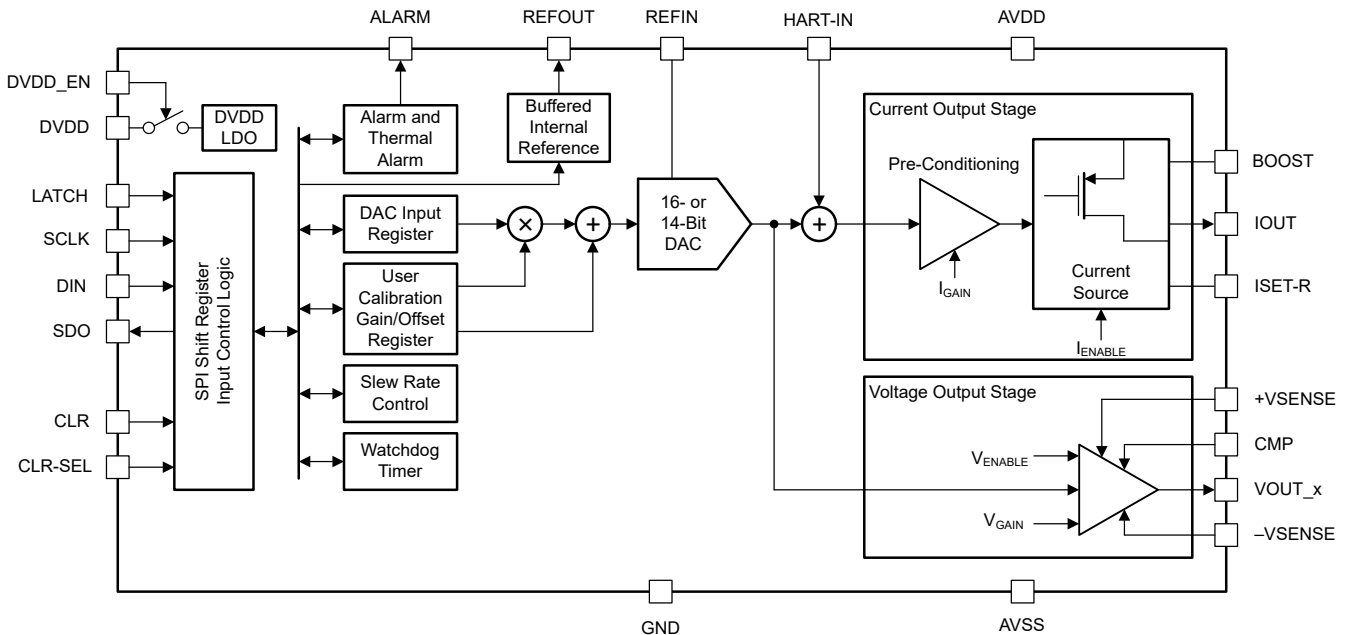 ALARM
REFOUT
REFIN
HART-IN
AVDD
DVDD_EN
DVDD
DVDD
LDO
LATCH
SCLK
DIN
SDO
CLR
CLR-SEL
SPI Shift Register
Input Control Logic
Alarm and
Thermal
Alarm
Buffered
Internal
Reference
DAC Input
Register
User
Calibration
Gain/Offset
Register
Slew Rate
Control
Watchdog
Timer
×
+
16- or
14-Bit
DAC
+
Current Output Stage
Pre-Conditioning
IGAIN
Current
Source
IENABLE
BOOST
IOUT
ISET-R
Voltage Output Stage
VENABLE
VGAIN
+VSENSE
CMP
VOUT_x
–VSENSE
GND
AVSS